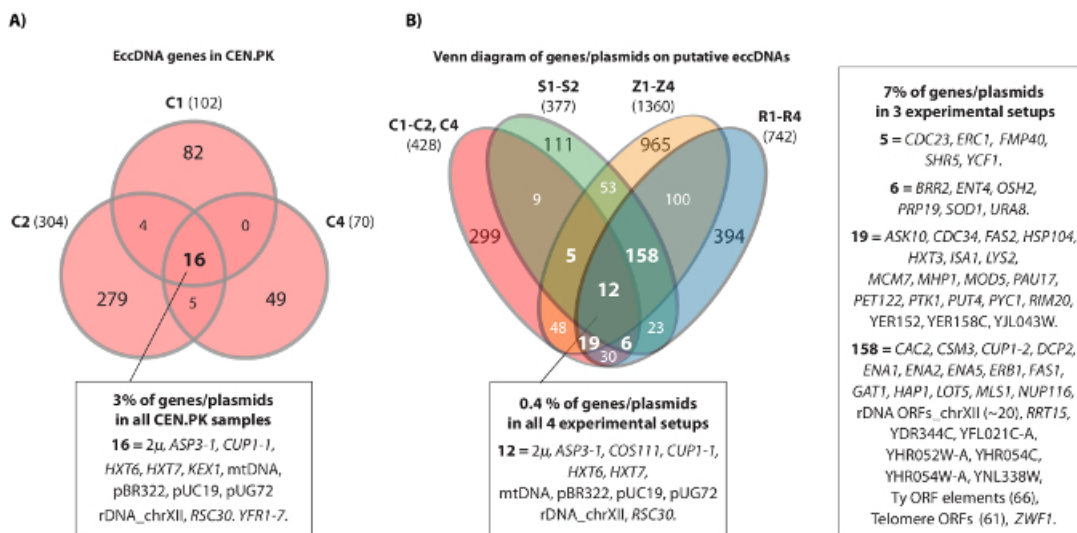 A)
EccDNA genes in CEN.PK
C1 (102)
82
C2 (304)
C4 (70)
4
0
16
279
5
49
3% of genes/plasmids
in all CEN.PK samples
16 = 2μ, ASP3-1, CUP1-1,
HXT6, HXT7, KEX1, mtDNA,
pBR322, pUC19, pUG72
rDNA_chrXII, RSC30. YFR1-7.
B)
Venn diagram of genes/plasmids on putative eccDNAs
S1-S2
(377)
Z1-Z4
(1360)
C1-C2, C4
(428)
R1-R4
(742)
111
965
9
53
100
299
394
5
158
12
48
23
19
6
30
0.4 % of genes/plasmids
in all 4 experimental setups
12 = 2μ, ASP3-1, COS111, CUP1-1,
HXT6, HXT7,
mtDNA, pBR322, pUC19, pUG72
rDNA_chrXII, RSC30.
7% of genes/plasmids
in 3 experimental setups
5 = CDC23, ERC1, FMP40,
SHR5, YCF1.
6 = BRR2, ENT4, OSH2,
PRP19, SOD1, URA8.
19 = ASK10, CDC34, FAS2, HSP104,
HXT3, ISA1, LYS2,
MCM7, MHP1, MOD5, PAU17,
PET122, PTK1, PUT4, PYC1, RIM20,
YER152, YER158C, YJL043W.
158 = CAC2, CSM3, CUP1-2, DCP2,
ENA1, ENA2, ENA5, ERB1, FAS1,
GAT1, HAP1, LOT5, MLS1, NUP116,
rDNA ORFs_chrXII (~20), RRT15,
YDR344C, YFL021C-A,
YHR052W-A, YHR054C,
YHR054W-A, YNL338W,
Ty ORF elements (66),
Telomere ORFs (61), ZWF1.